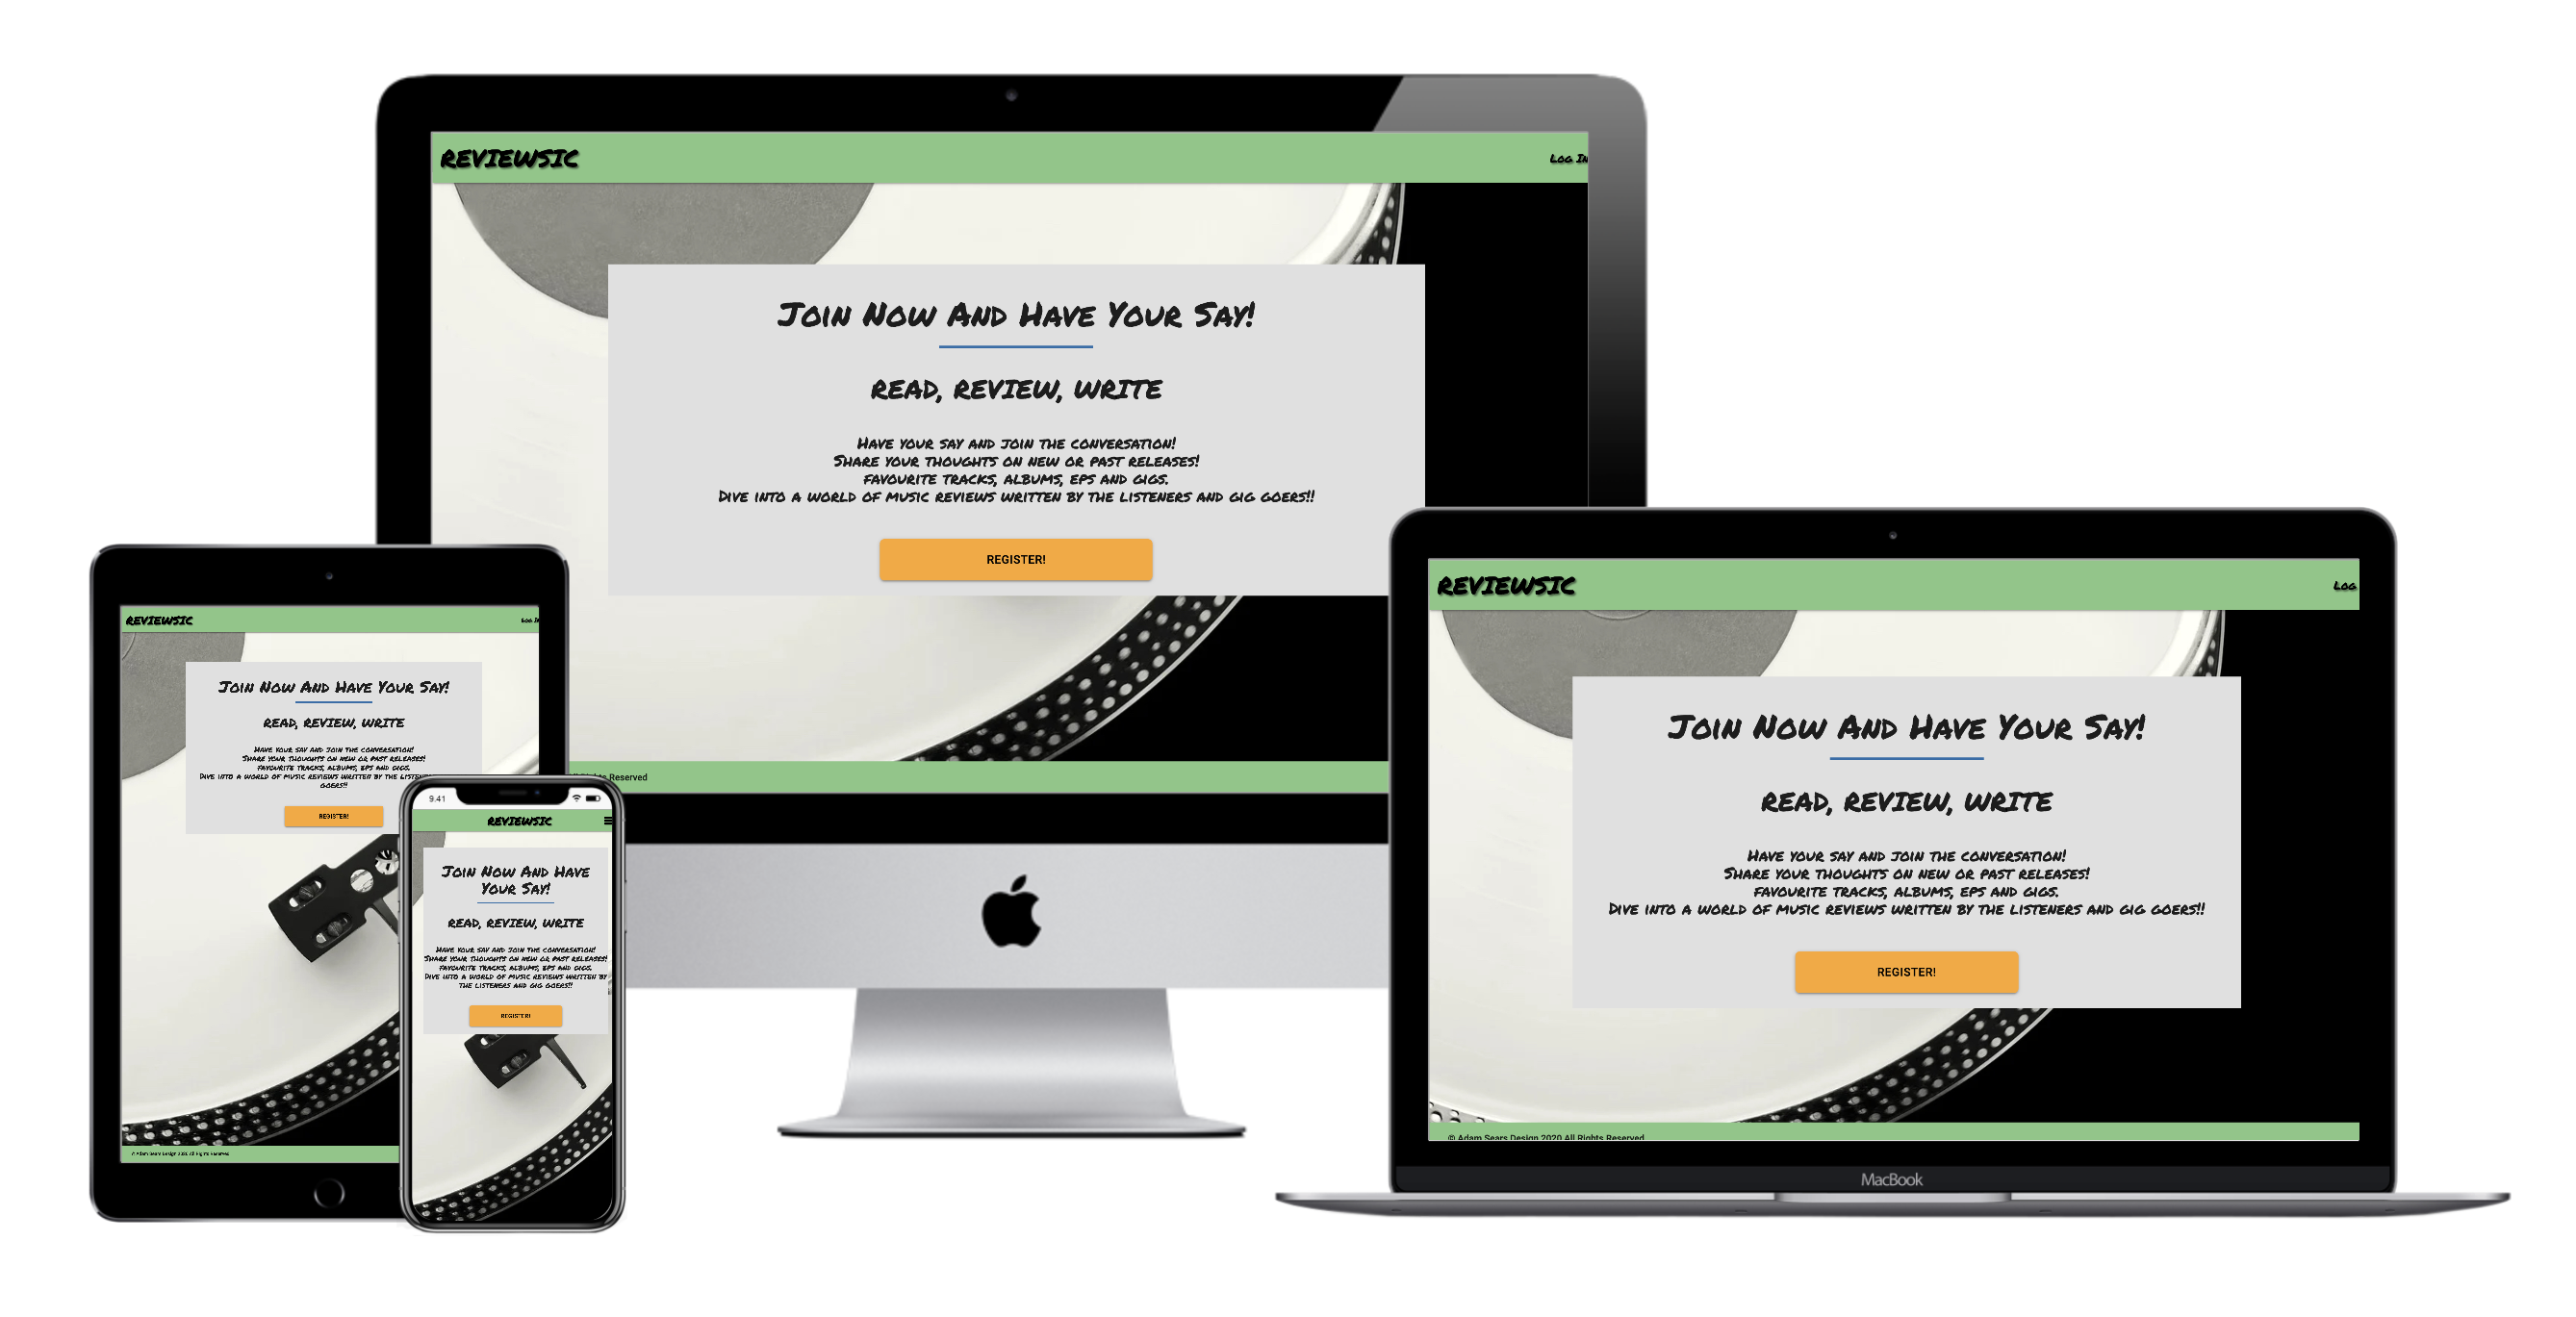 REVIEWSIC
Log In
Join Now And Have Your Say!
READ, REVIEW, WRITE
Have your say and join the conversation!
Share your thoughts on new or past releases!
favourite tracks, albums, eps and gigs.
Dive into a world of music reviews written by the listeners and gig goers!!
REGISTER!
Rights Reserved
REVIEWSIC
Log In
Join Now And Have Your Say!
READ, REVIEW, WRITE
Have your say and join the conversation!
Share your thoughts on new or past releases!
favourite tracks, albums, eps and gigs.
Dive into a world of music reviews written by the
goers!!
REGISTER!
© Adam Sears Design 2020 All Rights Reserved
9:41
REVIEWSIC
Join Now And Have
Your Say!
READ, REVIEW, WRITE
Have your say and join the conversation!
Share your thoughts on new or past releases!
favourite tracks, albums, eps and gigs.
Dive into a world of music reviews written by
the listeners and gig goers!!
REGISTER!
REVIEWSIC
Log
Join Now And Have Your Say!
READ, REVIEW, WRITE
Have your say and join the conversation!
Share your thoughts on new or past releases!
favourite tracks, albums, eps and gigs.
Dive into a world of music reviews written by the listeners and gig goers!!
REGISTER!
© Adam Sears Design 2020 All Rights Reserved
MacBook